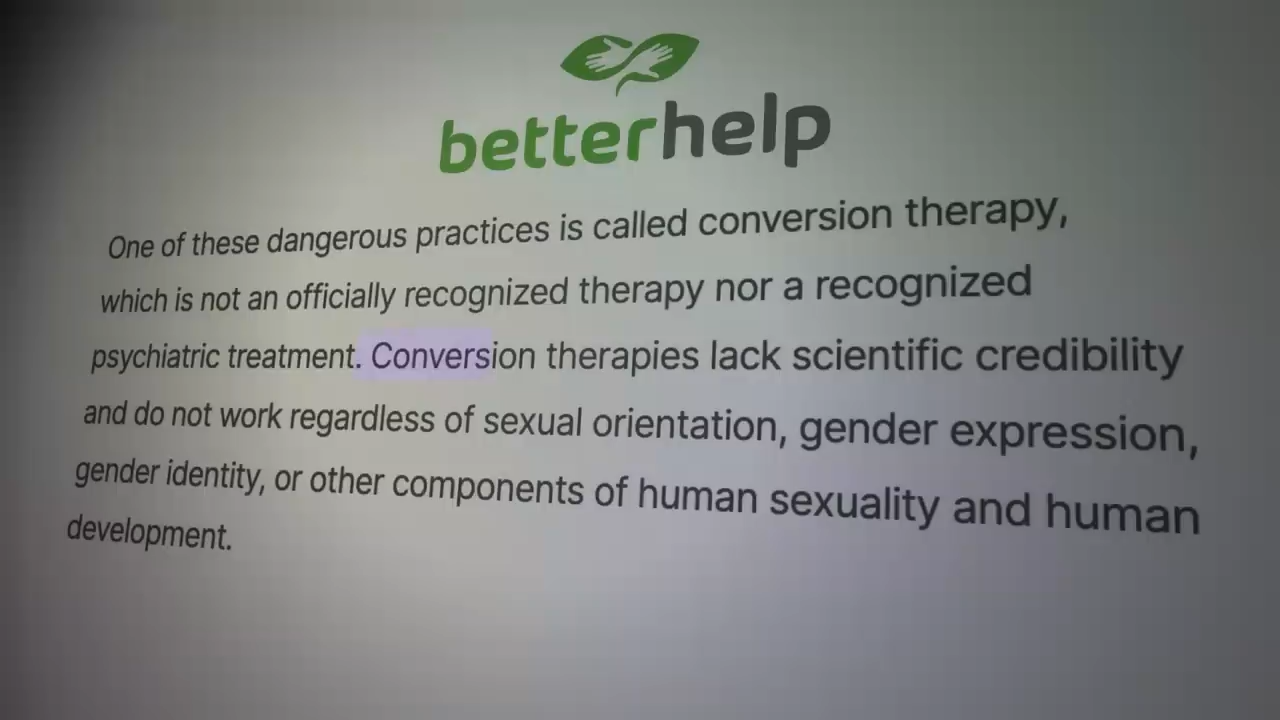 betterhelp
One of these dangerous practices is called conversion therapy,
which is not an officially recognized therapy nor a recognized
psychiatric treatment. Conversion therapies lack scientific credibility
and do not work regardless of sexual orientation, gender expression,
gender identity, or other components of human sexuality and human
development.